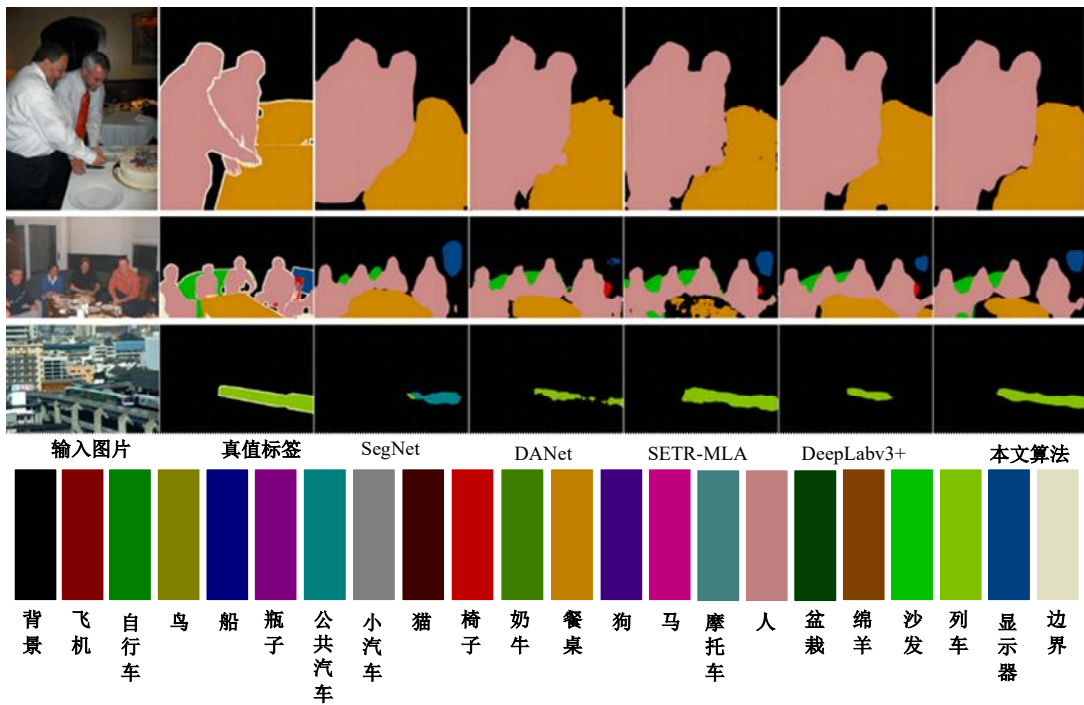 输入图片 真值标签 SegNet DANet SETR-MLA DeepLabv3+ 本文算法
背景 飞机 自行车 鸟 船 瓶子 公共汽车 小汽车 猫 椅子 奶牛 餐桌 狗 马 摩托车 人 盆栽 绵羊 沙发 列车 显示器 边界